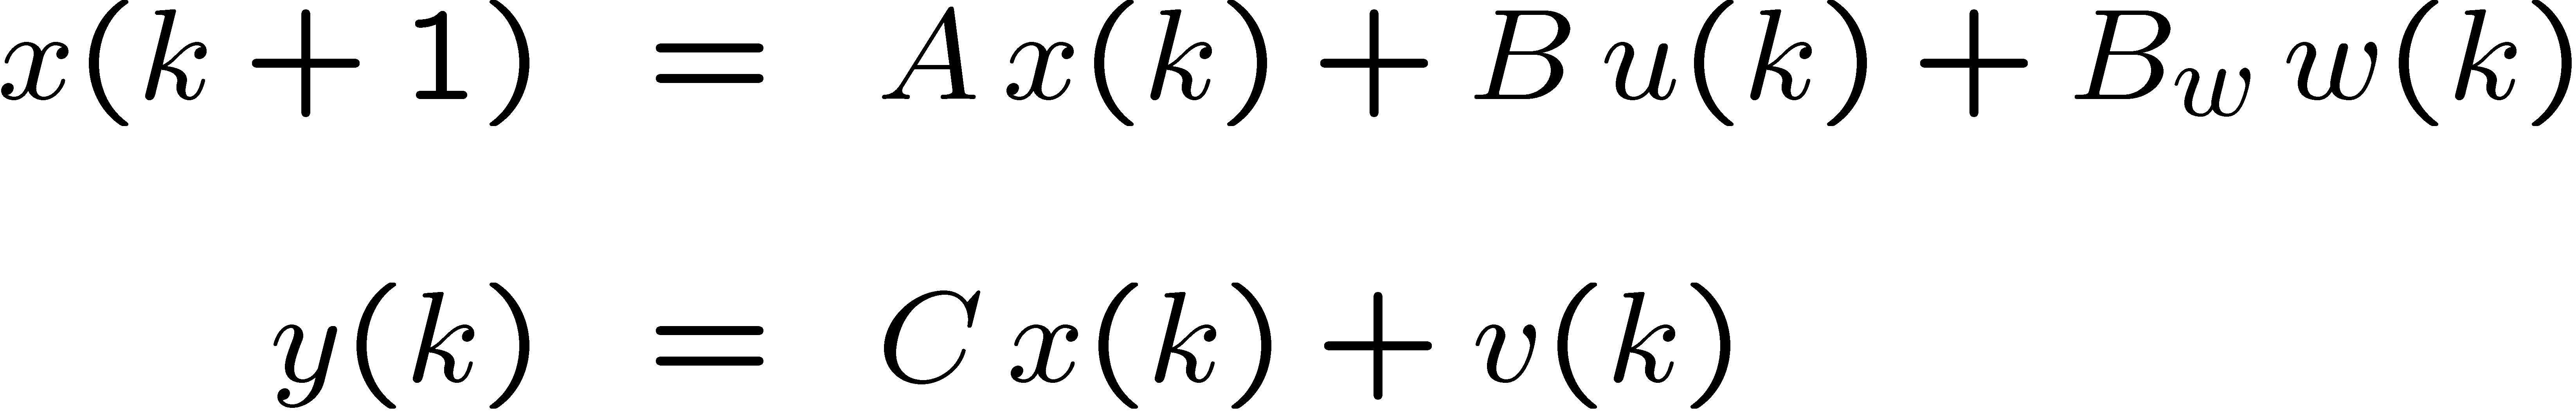 x(k + 1) = A x(k) + B u(k) + B_w w(k)
y(k) = C x(k) + v(k)